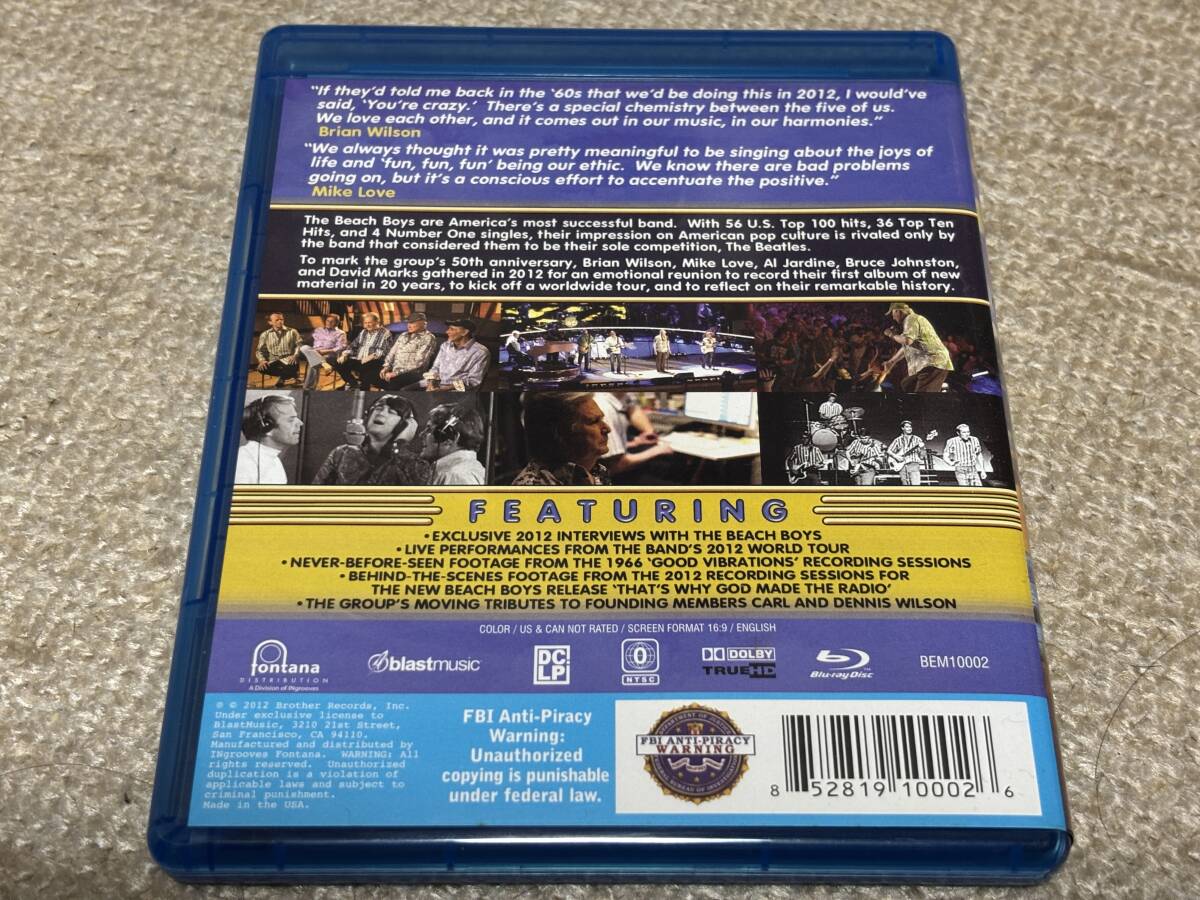 “If they’d told me back in the ‘60s that we’d be doing this in 2012, I would’ve
said, ‘You’re crazy.’ There’s a special chemistry between the five of us.
We love each other, and it comes out in our music, in our harmonies.”
Brian Wilson
“We always thought it was pretty meaningful to be singing about the joys of
life and ‘fun, fun, fun’ being our ethic. We know there are bad problems
going on, but it’s a conscious effort to accentuate the positive.”
Mike Love
The Beach Boys are America’s most successful band. With 56 U.S. Top 100 hits, 36 Top Ten
Hits, and 4 Number One singles, their impression on American pop culture is rivaled only by
the band that considered them to be their sole competition, The Beatles.
To mark the group’s 50th anniversary, Brian Wilson, Mike Love, Al Jardine, Bruce Johnston,
and David Marks gathered in 2012 for an emotional reunion to record their first album of new
material in 20 years, to kick off a worldwide tour, and to reflect on their remarkable history.
FEATURING
•EXCLUSIVE 2012 INTERVIEWS WITH THE BEACH BOYS
•LIVE PERFORMANCES FROM THE BAND’S 2012 WORLD TOUR
•NEVER-BEFORE-SEEN FOOTAGE FROM THE 1966 ‘GOOD VIBRATIONS’ RECORDING SESSIONS
•BEHIND-THE-SCENES FOOTAGE FROM THE 2012 RECORDING SESSIONS FOR
THE NEW BEACH BOYS RELEASE ‘THAT’S WHY GOD MADE THE RADIO’
•THE GROUP’S MOVING TRIBUTES TO FOUNDING MEMBERS CARL AND DENNIS WILSON
COLOR / US & CAN NOT RATED / SCREEN FORMAT 16:9 / ENGLISH
fontana
DISTRIBUTION
A Division of INgrooves
blastmusic
DC
LP
0
NTSC
DOLBY
TRUEHD
Blu-ray Disc
BEM10002
℗ © 2012 Brother Records, Inc.
Under exclusive license to
BlastMusic, 3210 21st Street,
San Francisco, CA 94110.
Manufactured and distributed by
INgrooves Fontana. WARNING: All
rights reserved. Unauthorized
duplication is a violation of
applicable laws and subject to
criminal punishment.
Made in the USA.
FBI Anti-Piracy
Warning:
Unauthorized
copying is punishable
under federal law.
FBI ANTI-PIRACY
WARNING
8 52819 10002 6